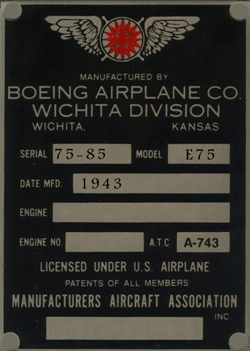 MANUFACTURED BY
BOEING AIRPLANE CO.
WICHITA DIVISION
WICHITA, KANSAS
SERIAL 75-85 MODEL E75
DATE MFD. 1943
ENGINE
ENGINE NO. A.T.C. A-743
LICENSED UNDER U.S. AIRPLANE
PATENTS OF ALL MEMBERS
MANUFACTURERS AIRCRAFT ASSOCIATION
INC